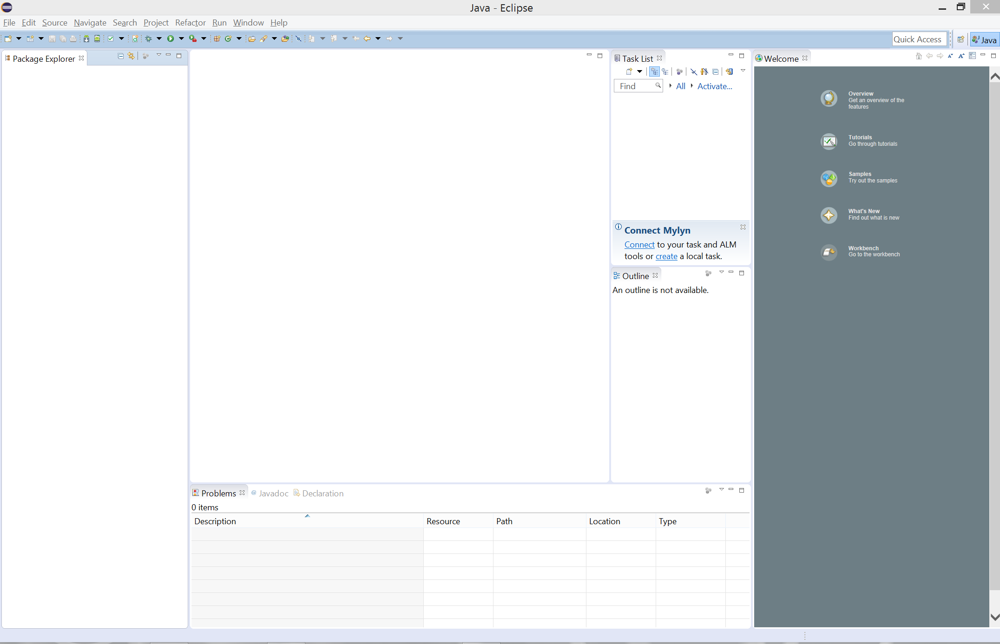 Java - Eclipse
File Edit Source Navigate Search Project Refactor Run Window Help
Quick Access
Java
Package Explorer
Task List
Find
All
Activate...
Connect Mylyn
Connect to your task and ALM
tools or create a local task.
Outline
An outline is not available.
Welcome
Overview
Get an overview of the
features
Tutorials
Go through tutorials
Samples
Try out the samples
What's New
Find out what is new
Workbench
Go to the workbench
Problems @ Javadoc Declaration
0 items
Description Resource Path Location Type